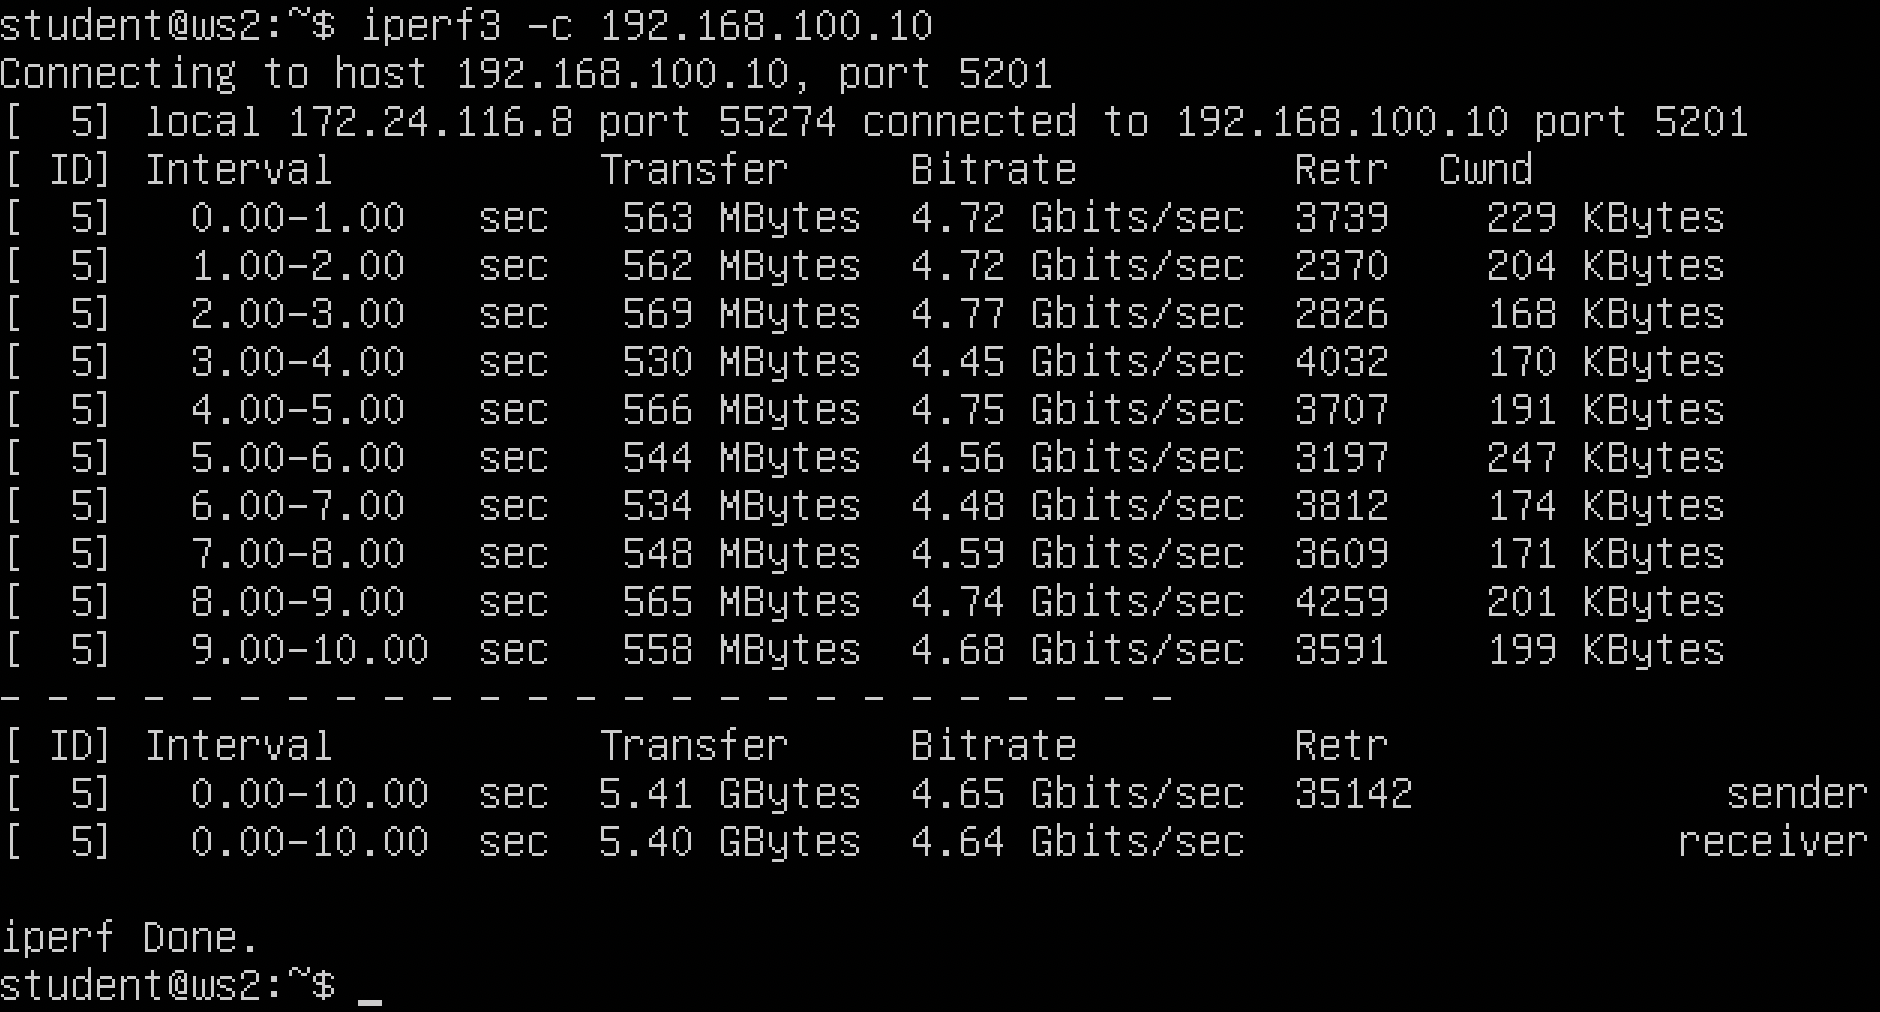 student@ws2:~$ iperf3 -c 192.168.100.10
Connecting to host 192.168.100.10, port 5201
[  5] local 172.24.116.8 port 55274 connected to 192.168.100.10 port 5201
[ ID] Interval           Transfer     Bitrate         Retr  Cwnd
[  5]   0.00-1.00   sec   563 MBytes  4.72 Gbits/sec  3739    229 KBytes
[  5]   1.00-2.00   sec   562 MBytes  4.72 Gbits/sec  2370    204 KBytes
[  5]   2.00-3.00   sec   569 MBytes  4.77 Gbits/sec  2826    168 KBytes
[  5]   3.00-4.00   sec   530 MBytes  4.45 Gbits/sec  4032    170 KBytes
[  5]   4.00-5.00   sec   566 MBytes  4.75 Gbits/sec  3707    191 KBytes
[  5]   5.00-6.00   sec   544 MBytes  4.56 Gbits/sec  3197    247 KBytes
[  5]   6.00-7.00   sec   534 MBytes  4.48 Gbits/sec  3812    174 KBytes
[  5]   7.00-8.00   sec   548 MBytes  4.59 Gbits/sec  3609    171 KBytes
[  5]   8.00-9.00   sec   565 MBytes  4.74 Gbits/sec  4259    201 KBytes
[  5]   9.00-10.00  sec   558 MBytes  4.68 Gbits/sec  3591    199 KBytes
- - - - - - - - - - - - - - - - - - - - - - - - -
[ ID] Interval           Transfer     Bitrate         Retr
[  5]   0.00-10.00  sec  5.41 GBytes  4.65 Gbits/sec  35142             sender
[  5]   0.00-10.00  sec  5.40 GBytes  4.64 Gbits/sec                  receiver
iperf Done.
student@ws2:~$ _